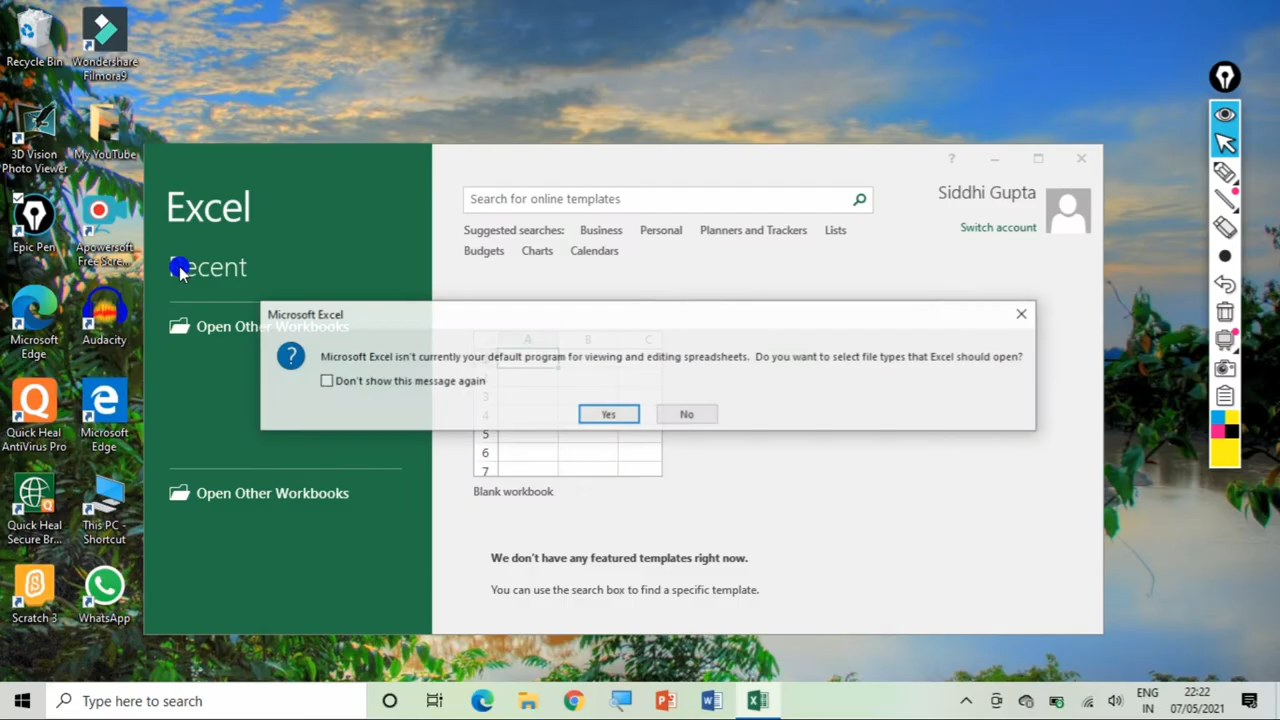 Recycle Bin
Wondershare
Filmora9
3D Vision
Photo Viewer
My YouTube
Epic Pen
Apowersoft
Free Scre...
Microsoft
Edge
Audacity
Quick Heal
AntiVirus Pro
Microsoft
Edge
Quick Heal
Secure Br...
This PC -
Shortcut
Scratch 3
WhatsApp
Excel
Recent
Open Other Workbooks
Open Other Workbooks
?
Search for online templates
Suggested searches: Business Personal Planners and Trackers Lists
Budgets Charts Calendars
Siddhi Gupta
Switch account
Microsoft Excel
Microsoft Excel isn't currently your default program for viewing and editing spreadsheets. Do you want to select file types that Excel should open?
Don't show this message again
Yes No
A B C
4
5
6
7
Blank workbook
We don't have any featured templates right now.
You can use the search box to find a specific template.
Type here to search
ENG
IN
22:22
07/05/2021